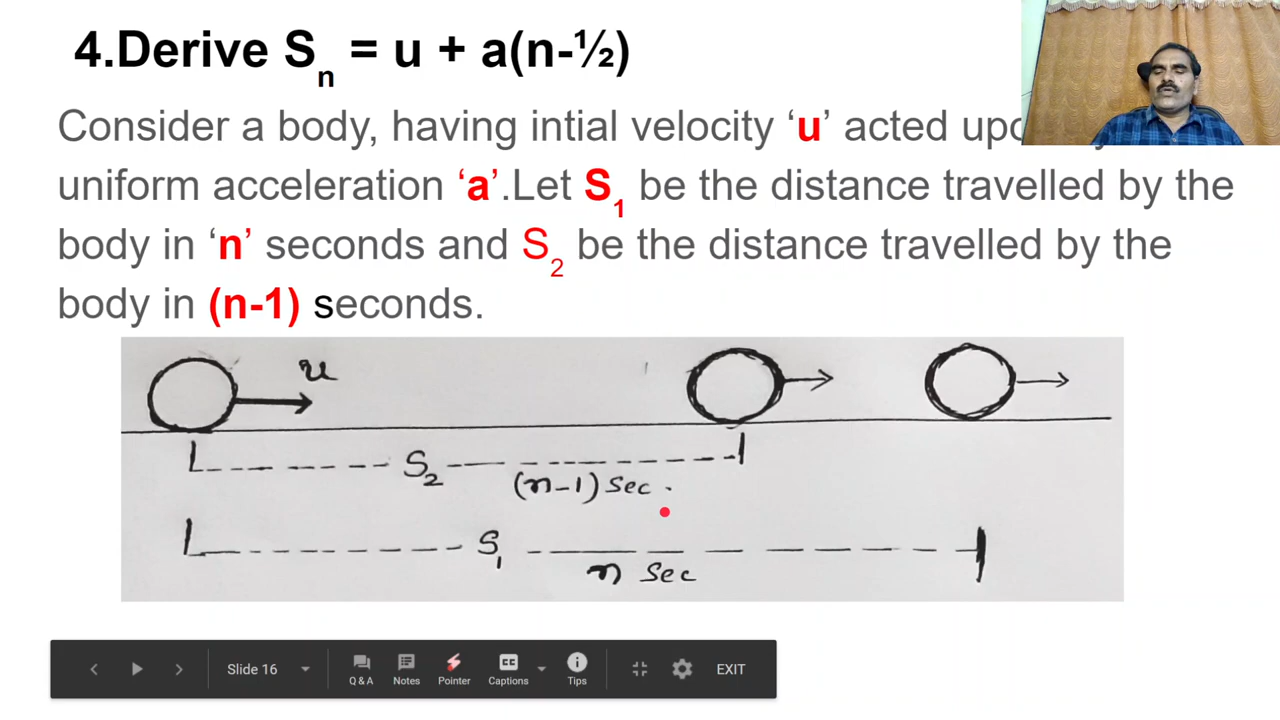 4.Derive Sn = u + a(n-½)
Consider a body, having intial velocity ‘u’ acted
uniform acceleration ‘a’.Let S1 be the distance travelled by the
body in ‘n’ seconds and S2 be the distance travelled by the
body in (n-1) seconds.
u
S2
(n-1) Sec
S1
n Sec
Slide 16
Q & A
Notes
Pointer
CC
Captions
Tips
EXIT